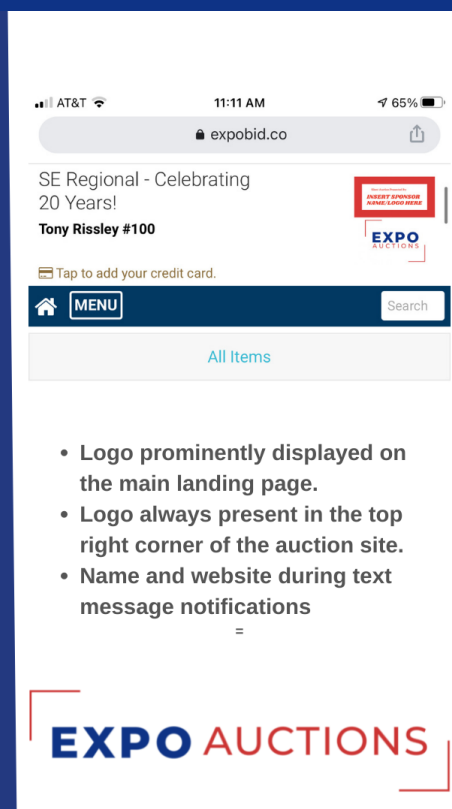 AT&T 11:11 AM 65%
expobid.co
SE Regional - Celebrating
20 Years!
Tony Rissley #100
INSERT SPONSOR
NAME/LOGO HERE
EXPO
AUCTIONS
Tap to add your credit card.
MENU Search
All Items
• Logo prominently displayed on
the main landing page.
• Logo always present in the top
right corner of the auction site.
• Name and website during text
message notifications
=
EXPO AUCTIONS